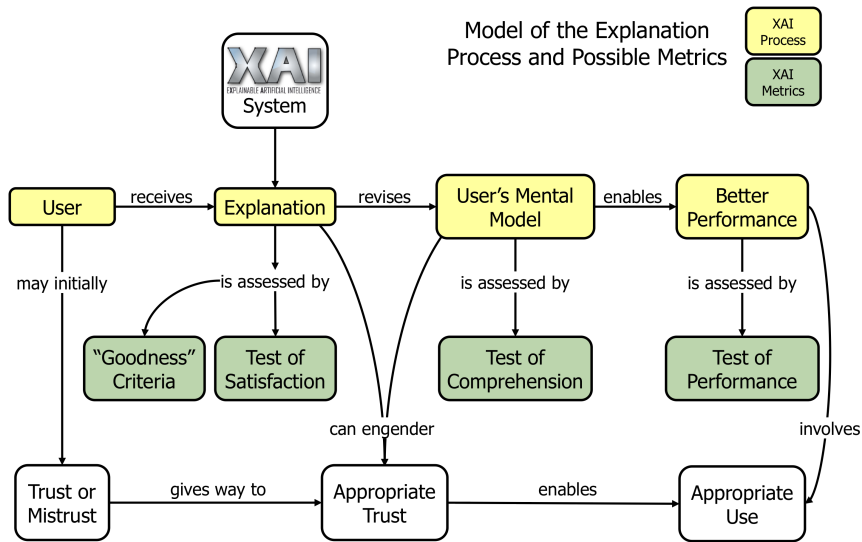 Model of the Explanation
Process and Possible Metrics
XAI
Process
XAI
Metrics
XAI
EXPLAINABLE ARTIFICIAL INTELLIGENCE
System
User
receives
Explanation
revises
User's Mental
Model
enables
Better
Performance
may initially
is assessed by
is assessed by
is assessed by
“Goodness”
Criteria
Test of
Satisfaction
Test of
Comprehension
Test of
Performance
can engender
involves
Trust or
Mistrust
gives way to
Appropriate
Trust
enables
Appropriate
Use